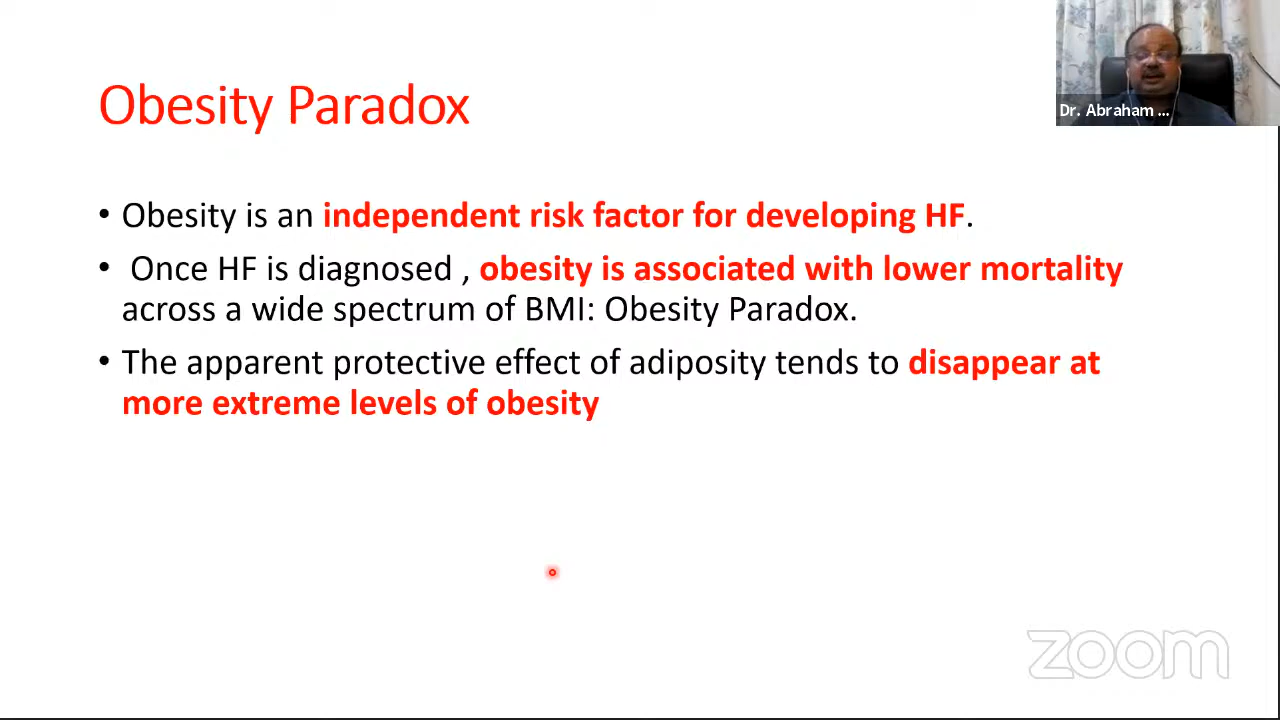 Obesity Paradox
Dr. Abraham ...
• Obesity is an independent risk factor for developing HF.
• Once HF is diagnosed , obesity is associated with lower mortality
across a wide spectrum of BMI: Obesity Paradox.
• The apparent protective effect of adiposity tends to disappear at
more extreme levels of obesity
zoom